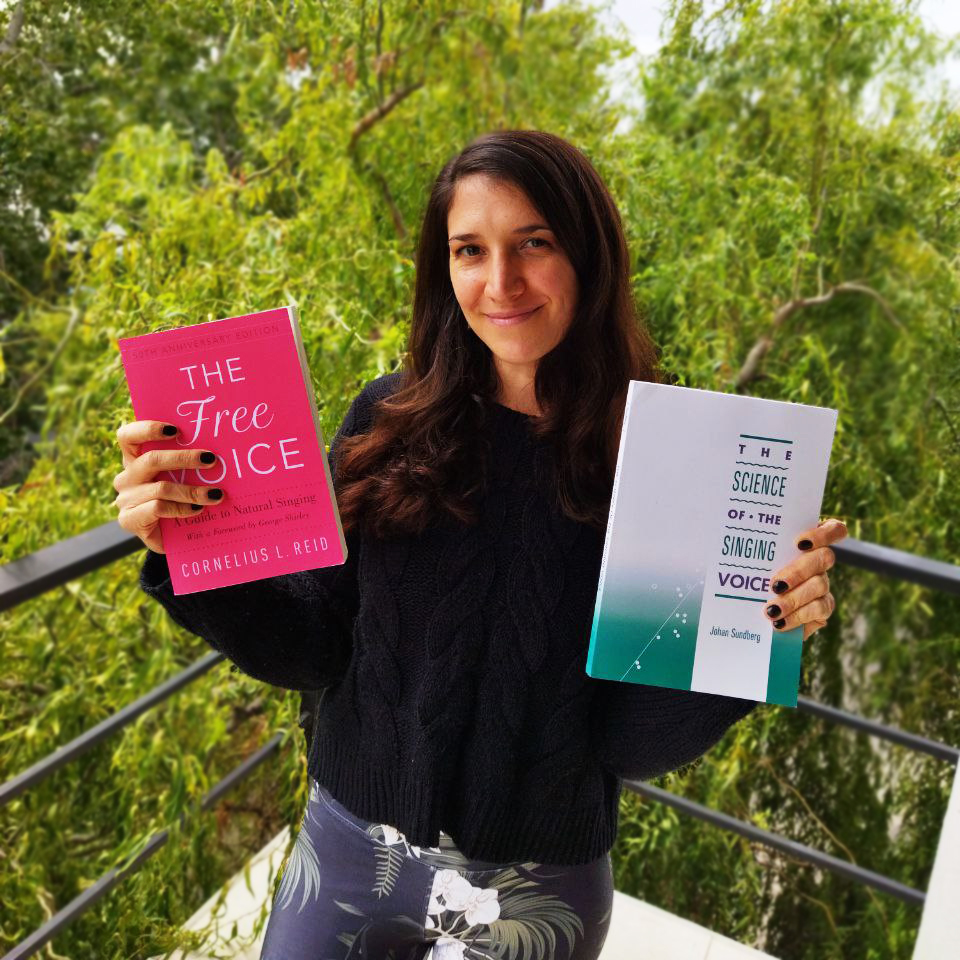 50TH ANNIVERSARY EDITION
THE
Free
VOICE
A Guide to Natural Singing
With a Foreword by George Shirley
CORNELIUS L. REID
THE
SCIENCE
OF • THE
SINGING
VOICE
Johan Sundberg